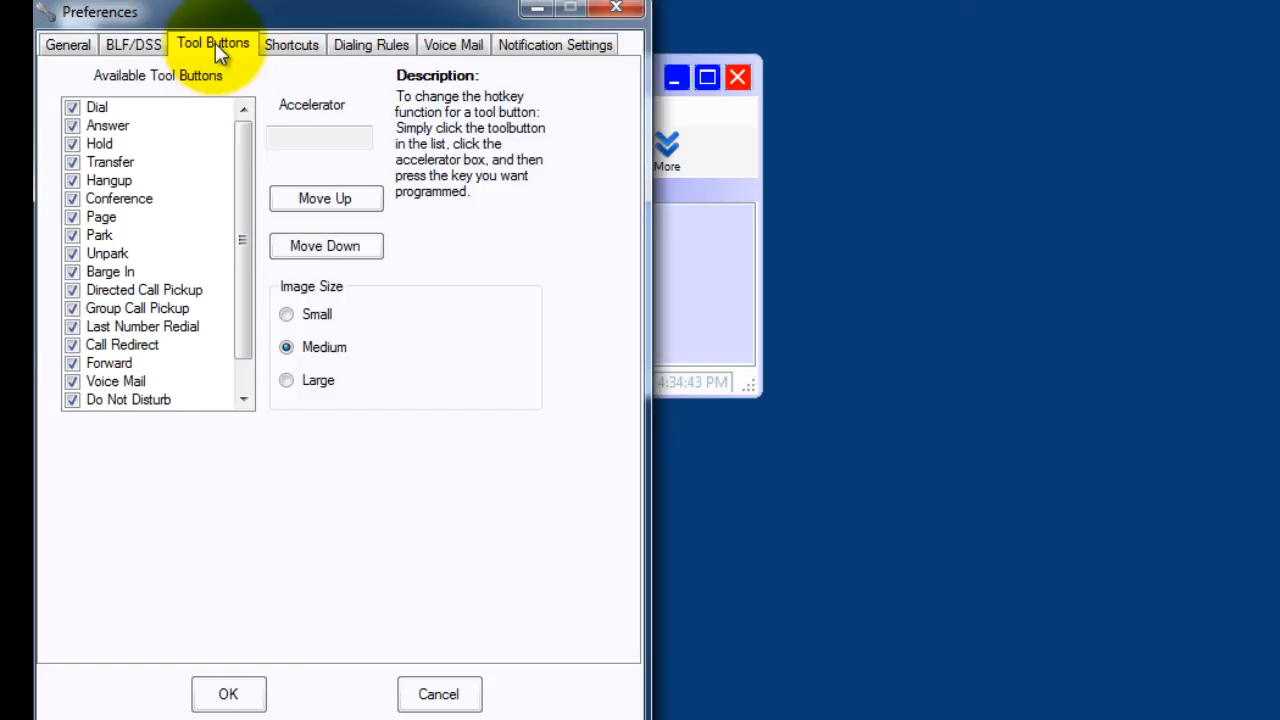 Preferences
General
BLF/DSS
Tool Buttons
Shortcuts
Dialing Rules
Voice Mail
Notification Settings
Available Tool Buttons
Dial
Answer
Hold
Transfer
Hangup
Conference
Page
Park
Unpark
Barge In
Directed Call Pickup
Group Call Pickup
Last Number Redial
Call Redirect
Forward
Voice Mail
Do Not Disturb
Accelerator
Move Up
Move Down
Image Size
Small
Medium
Large
Description:
To change the hotkey
function for a tool button:
Simply click the toolbutton
in the list, click the
accelerator box, and then
press the key you want
programmed.
OK
Cancel
More
4:34:43 PM